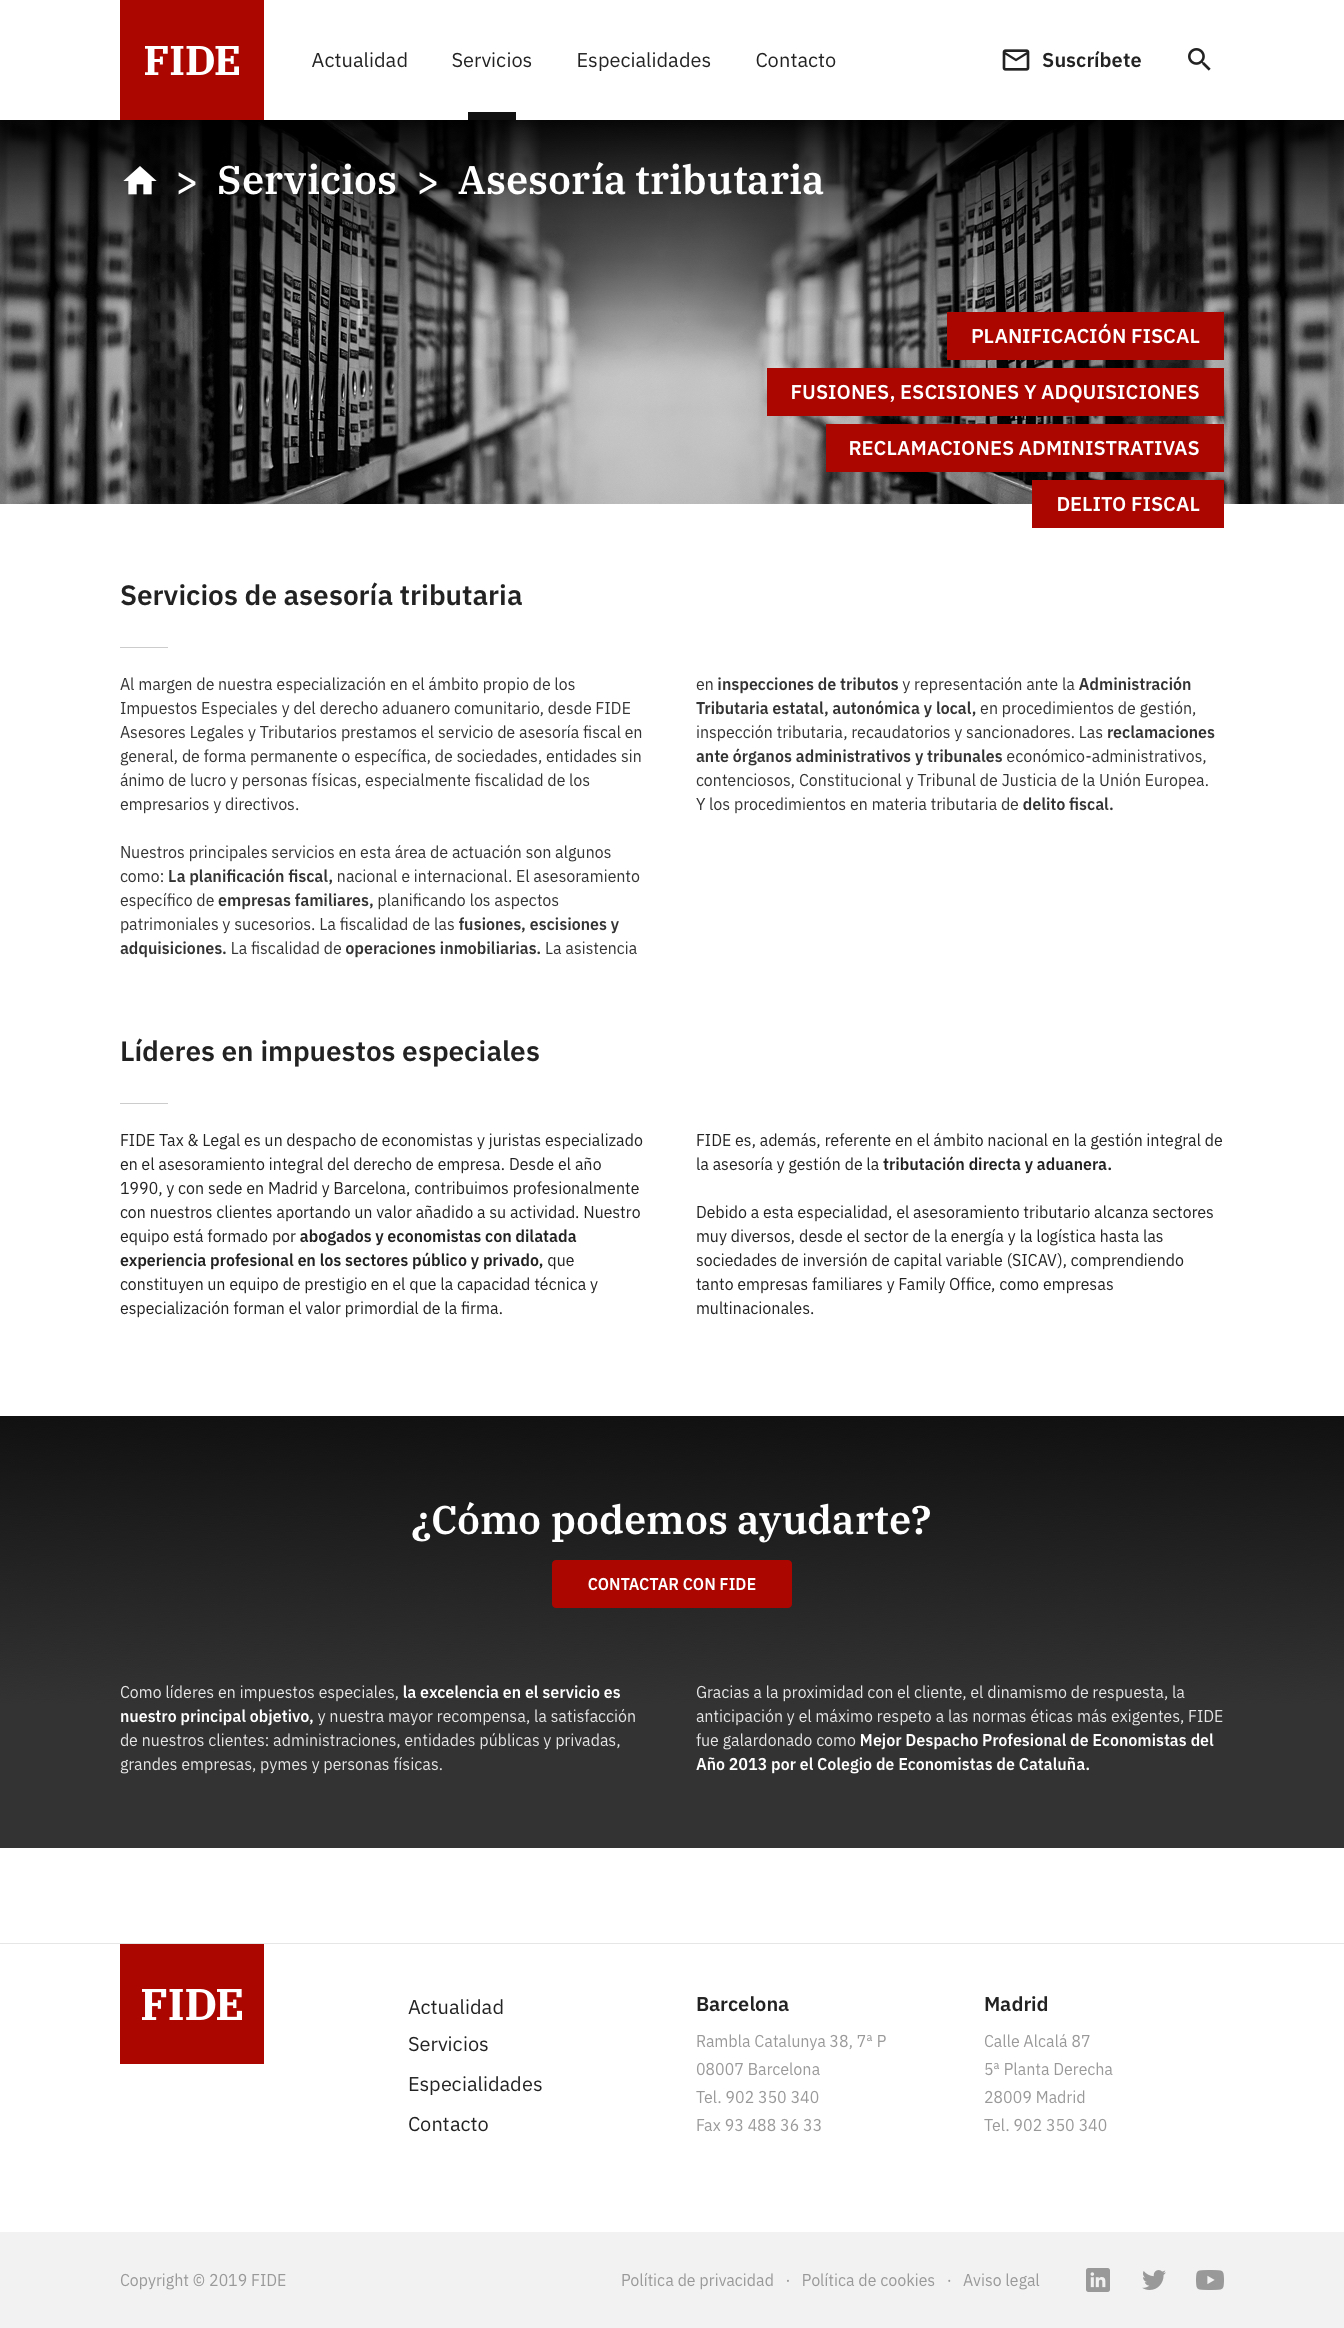 FIDE
Actualidad
Servicios
Especialidades
Contacto
Suscríbete
> Servicios > Asesoría tributaria
PLANIFICACIÓN FISCAL
FUSIONES, ESCISIONES Y ADQUISICIONES
RECLAMACIONES ADMINISTRATIVAS
DELITO FISCAL
Servicios de asesoría tributaria
Al margen de nuestra especialización en el ámbito propio de los
Impuestos Especiales y del derecho aduanero comunitario, desde FIDE
Asesores Legales y Tributarios prestamos el servicio de asesoría fiscal en
general, de forma permanente o específica, de sociedades, entidades sin
ánimo de lucro y personas físicas, especialmente fiscalidad de los
empresarios y directivos.
Nuestros principales servicios en esta área de actuación son algunos
como: La planificación fiscal, nacional e internacional. El asesoramiento
específico de empresas familiares, planificando los aspectos
patrimoniales y sucesorios. La fiscalidad de las fusiones, escisiones y
adquisiciones. La fiscalidad de operaciones inmobiliarias. La asistencia
en inspecciones de tributos y representación ante la Administración
Tributaria estatal, autonómica y local, en procedimientos de gestión,
inspección tributaria, recaudatorios y sancionadores. Las reclamaciones
ante órganos administrativos y tribunales económico-administrativos,
contenciosos, Constitucional y Tribunal de Justicia de la Unión Europea.
Y los procedimientos en materia tributaria de delito fiscal.
Líderes en impuestos especiales
FIDE Tax & Legal es un despacho de economistas y juristas especializado
en el asesoramiento integral del derecho de empresa. Desde el año
1990, y con sede en Madrid y Barcelona, contribuimos profesionalmente
con nuestros clientes aportando un valor añadido a su actividad. Nuestro
equipo está formado por abogados y economistas con dilatada
experiencia profesional en los sectores público y privado, que
constituyen un equipo de prestigio en el que la capacidad técnica y
especialización forman el valor primordial de la firma.
FIDE es, además, referente en el ámbito nacional en la gestión integral de
la asesoría y gestión de la tributación directa y aduanera.
Debido a esta especialidad, el asesoramiento tributario alcanza sectores
muy diversos, desde el sector de la energía y la logística hasta las
sociedades de inversión de capital variable (SICAV), comprendiendo
tanto empresas familiares y Family Office, como empresas
multinacionales.
¿Cómo podemos ayudarte?
CONTACTAR CON FIDE
Como líderes en impuestos especiales, la excelencia en el servicio es
nuestro principal objetivo, y nuestra mayor recompensa, la satisfacción
de nuestros clientes: administraciones, entidades públicas y privadas,
grandes empresas, pymes y personas físicas.
Gracias a la proximidad con el cliente, el dinamismo de respuesta, la
anticipación y el máximo respeto a las normas éticas más exigentes, FIDE
fue galardonado como Mejor Despacho Profesional de Economistas del
Año 2013 por el Colegio de Economistas de Cataluña.
FIDE
Actualidad
Servicios
Especialidades
Contacto
Barcelona
Rambla Catalunya 38, 7ª P
08007 Barcelona
Tel. 902 350 340
Fax 93 488 36 33
Madrid
Calle Alcalá 87
5ª Planta Derecha
28009 Madrid
Tel. 902 350 340
Copyright © 2019 FIDE
Política de privacidad · Política de cookies · Aviso legal
in